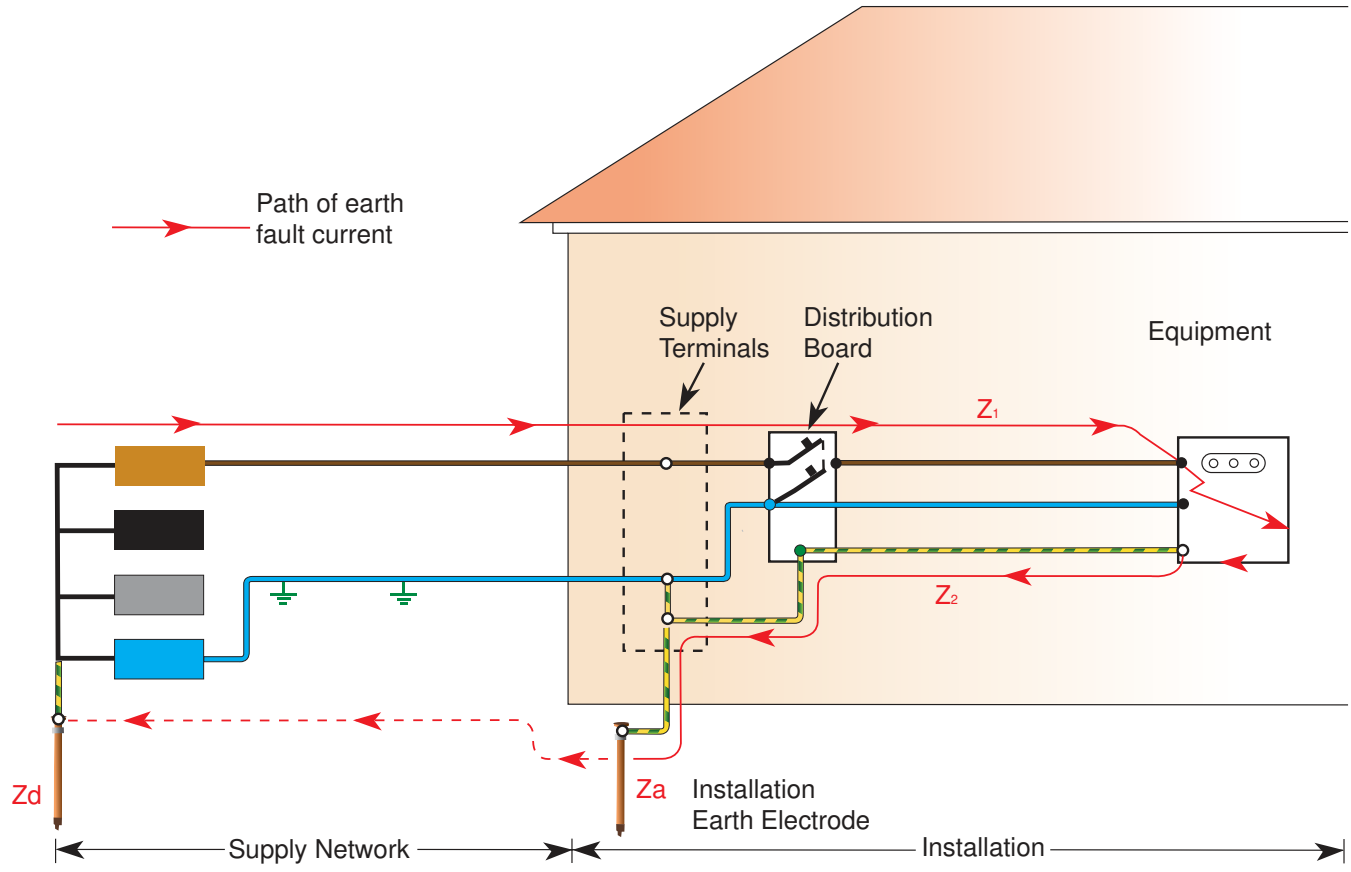 Path of earth
fault current
Supply
Terminals
Distribution
Board
Equipment
Z1
Z2
Zd
Za
Installation
Earth Electrode
Supply Network
Installation